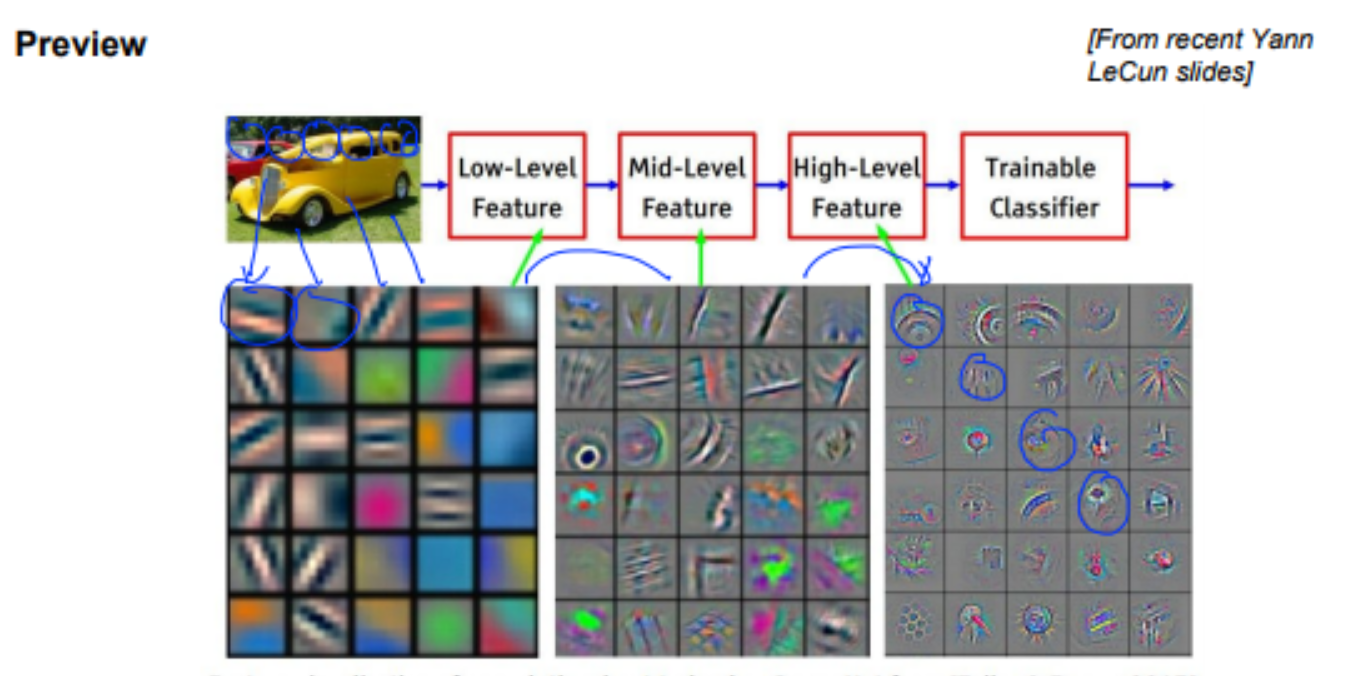 Preview
[From recent Yann
LeCun slides]
Low-Level
Feature
Mid-Level
Feature
High-Level
Feature
Trainable
Classifier